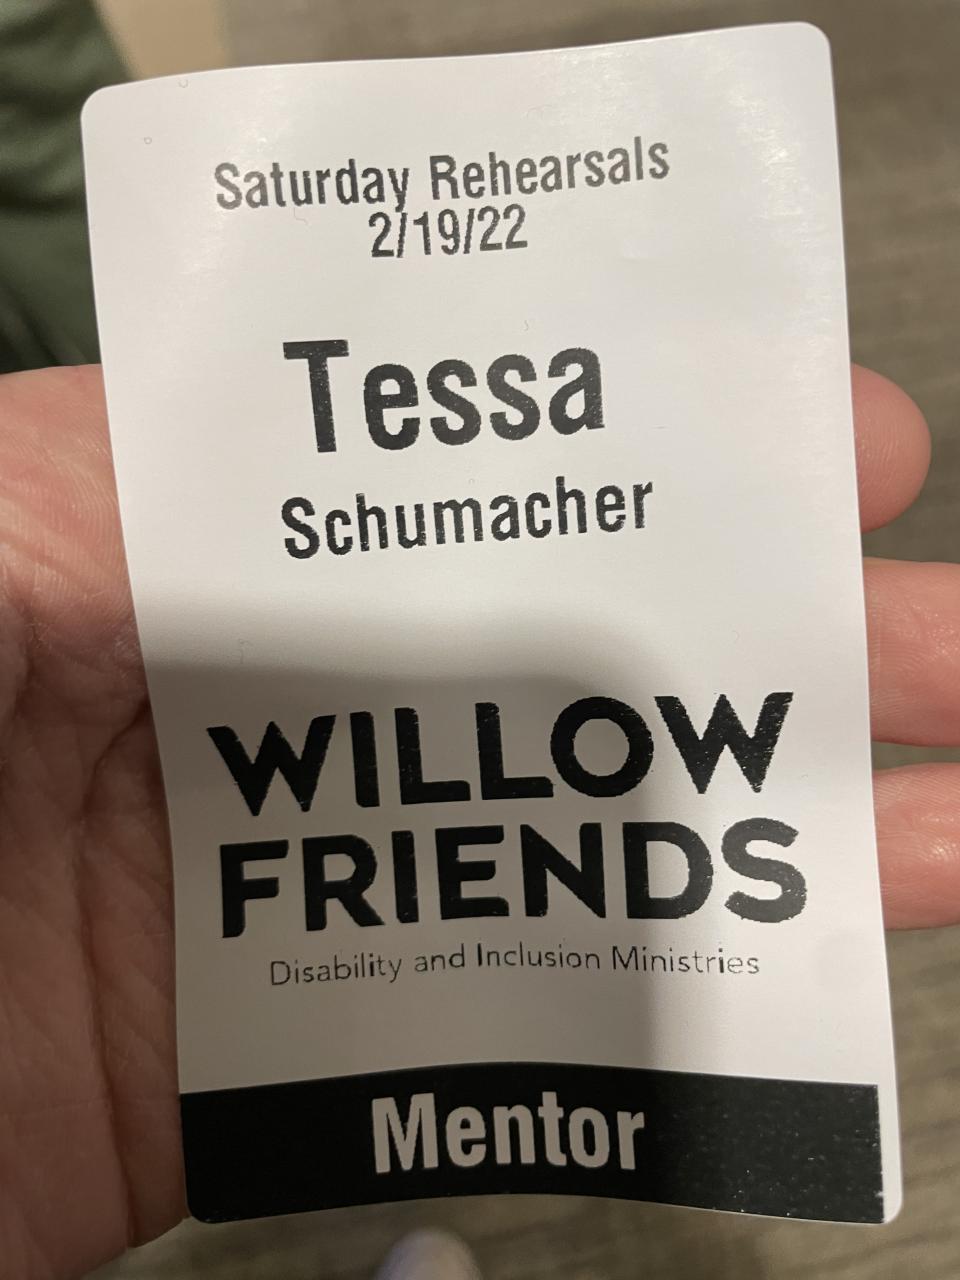 Saturday Rehearsals
2/19/22
Tessa
Schumacher
WILLOW
FRIENDS
Disability and Inclusion Ministries
Mentor